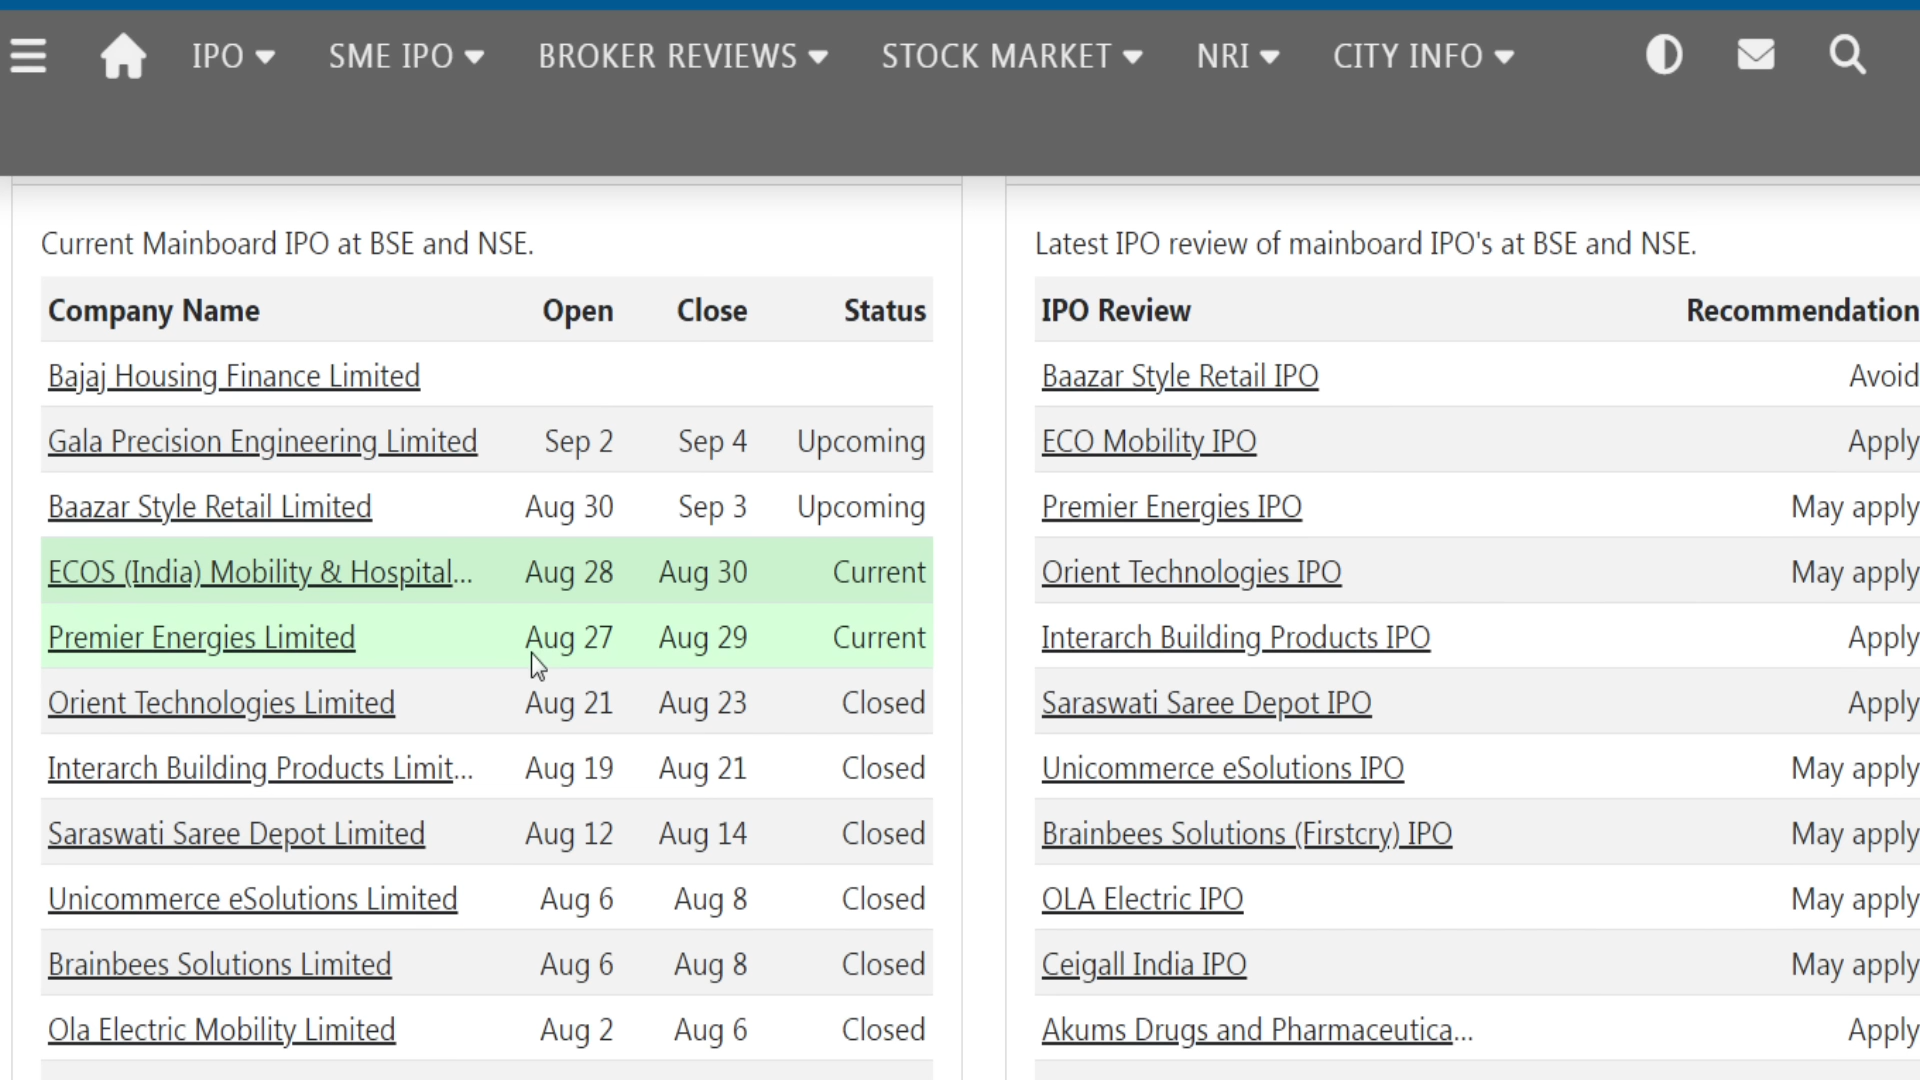 IPO SME IPO BROKER REVIEWS STOCK MARKET NRI CITY INFO
Current Mainboard IPO at BSE and NSE.
Company Name Open Close Status
Bajaj Housing Finance Limited
Gala Precision Engineering Limited Sep 2 Sep 4 Upcoming
Baazar Style Retail Limited Aug 30 Sep 3 Upcoming
ECOS (India) Mobility & Hospital... Aug 28 Aug 30 Current
Premier Energies Limited Aug 27 Aug 29 Current
Orient Technologies Limited Aug 21 Aug 23 Closed
Interarch Building Products Limit... Aug 19 Aug 21 Closed
Saraswati Saree Depot Limited Aug 12 Aug 14 Closed
Unicommerce eSolutions Limited Aug 6 Aug 8 Closed
Brainbees Solutions Limited Aug 6 Aug 8 Closed
Ola Electric Mobility Limited Aug 2 Aug 6 Closed
Latest IPO review of mainboard IPO's at BSE and NSE.
IPO Review Recommendation
Baazar Style Retail IPO Avoid
ECO Mobility IPO Apply
Premier Energies IPO May apply
Orient Technologies IPO May apply
Interarch Building Products IPO Apply
Saraswati Saree Depot IPO Apply
Unicommerce eSolutions IPO May apply
Brainbees Solutions (Firstcry) IPO May apply
OLA Electric IPO May apply
Ceigall India IPO May apply
Akums Drugs and Pharmaceutica... Apply